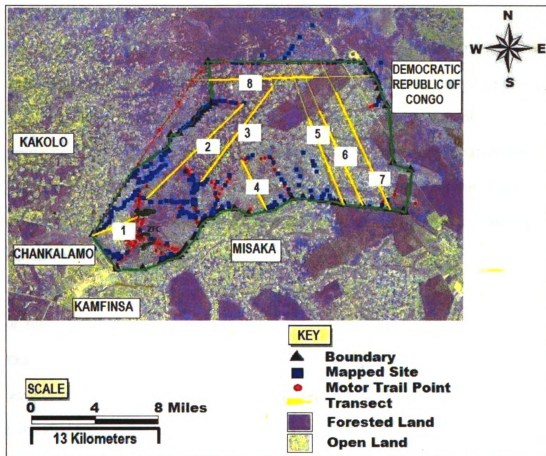 N
W E
S
DEMOCRATIC
REPUBLIC OF
CONGO
KAKOLO
8
2
3
5
6
7
4
1
CHANKALAMO
MISAKA
KAMFINSA
KEY
Boundary
Mapped Site
Motor Trail Point
Transect
Forested Land
Open Land
SCALE
0 4 8 Miles
13 Kilometers